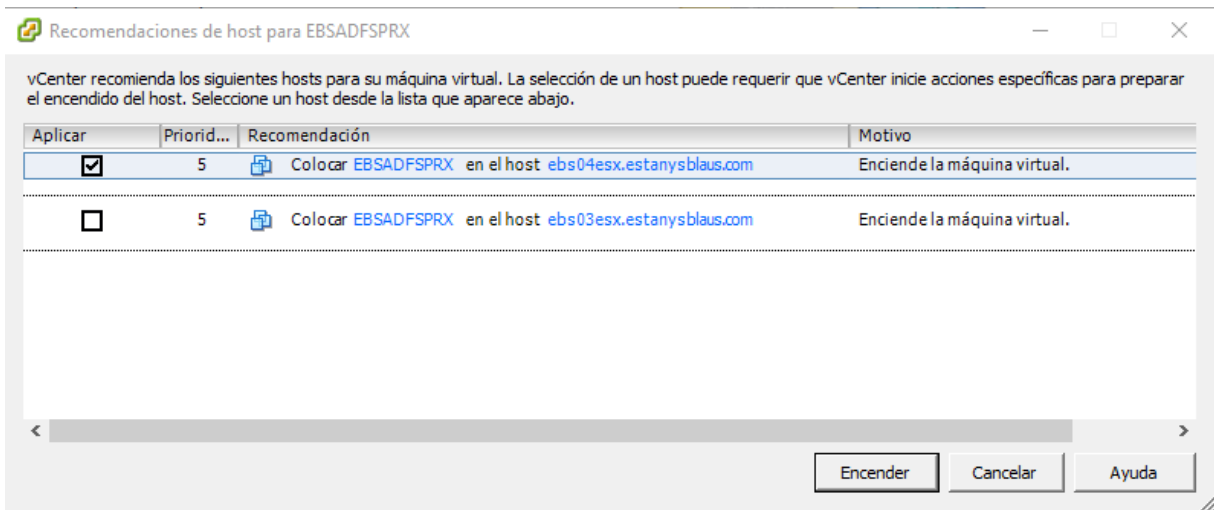 Recomendaciones de host para EBSADFSPRX
vCenter recomienda los siguientes hosts para su máquina virtual. La selección de un host puede requerir que vCenter inicie acciones específicas para preparar
el encendido del host. Seleccione un host desde la lista que aparece abajo.
Aplicar Priorid... Recomendación Motivo
5 Colocar EBSADFSPRX en el host ebs04esx.estanysblaus.com Enciende la máquina virtual.
5 Colocar EBSADFSPRX en el host ebs03esx.estanysblaus.com Enciende la máquina virtual.
Encender Cancelar Ayuda